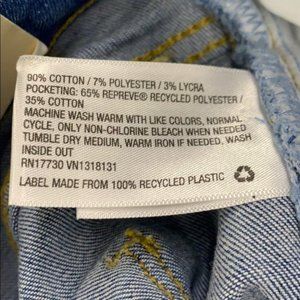 90% COTTON / 7% POLYESTER / 3% LYCRA
POCKETING: 65% REPREVE® RECYCLED POLYESTER /
35% COTTON
MACHINE WASH WARM WITH LIKE COLORS, NORMAL
CYCLE, ONLY NON-CHLORINE BLEACH WHEN NEEDED
TUMBLE DRY MEDIUM, WARM IRON IF NEEDED, WASH
INSIDE OUT
RN17730 VN1318131
LABEL MADE FROM 100% RECYCLED PLASTIC